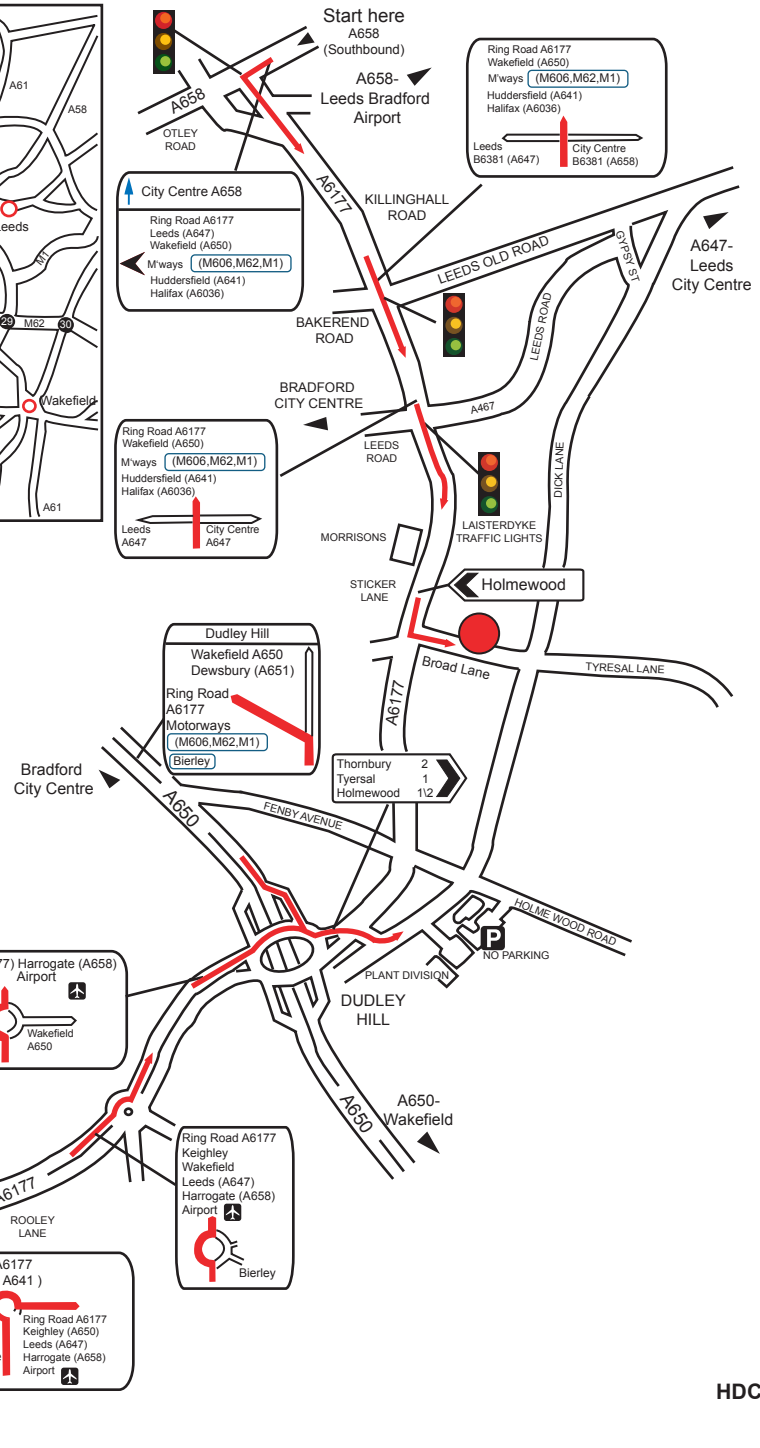 Start here
A658
(Southbound)
A658
OTLEY
ROAD
A658-
Leeds Bradford
Airport
Ring Road A6177
Wakefield (A650)
M'ways (M606,M62,M1)
Huddersfield (A641)
Halifax (A6036)
Leeds
B6381 (A647)
City Centre
B6381 (A658)
A61
A58
M1
29 M62 30
Wakefield
A61
City Centre A658
Ring Road A6177
Leeds (A647)
Wakefield (A650)
M'ways (M606,M62,M1)
Huddersfield (A641)
Halifax (A6036)
A6177
KILLINGHALL
ROAD
LEEDS OLD ROAD
GYPSY ST
A647-
Leeds
City Centre
BAKEREND
ROAD
LEEDS ROAD
BRADFORD
CITY CENTRE
A467
LEEDS
ROAD
DICK LANE
Ring Road A6177
Wakefield (A650)
M'ways (M606,M62,M1)
Huddersfield (A641)
Halifax (A6036)
Leeds
A647
City Centre
A647
LAISTERDYKE
TRAFFIC LIGHTS
MORRISONS
STICKER
LANE
Holmewood
Broad Lane
TYRESAL LANE
A6177
Dudley Hill
Wakefield A650
Dewsbury (A651)
Ring Road
A6177
Motorways
(M606,M62,M1)
Bierley
Bradford
City Centre
A650
Thornbury 2
Tyersal 1
Holmewood 1\2
FENBY AVENUE
HOLME WOOD ROAD
P
NO PARKING
PLANT DIVISION
DUDLEY
HILL
77) Harrogate (A658)
Airport
Wakefield
A650
A650
A650-
Wakefield
A6177
ROOLEY
LANE
Ring Road A6177
Keighley
Wakefield
Leeds (A647)
Harrogate (A658)
Airport
Bierley
A6177
A641 )
Ring Road A6177
Keighley (A650)
Leeds (A647)
Harrogate (A658)
Airport
HDC